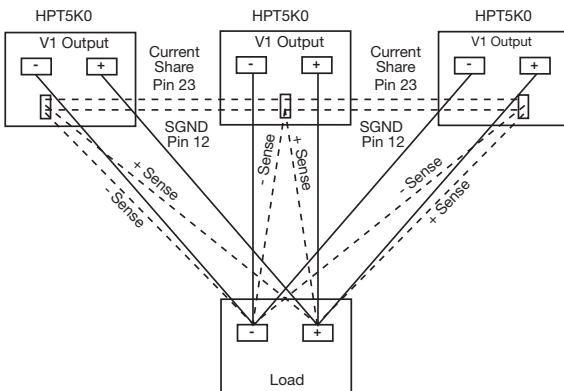 HPT5K0
HPT5K0
HPT5K0
V1 Output
V1 Output
V1 Output
- +
- +
- +
Current
Share
Pin 23
Current
Share
Pin 23
SGND
Pin 12
SGND
Pin 12
+ Sense
- Sense
- Sense
+ Sense
- Sense
+ Sense
- +
Load